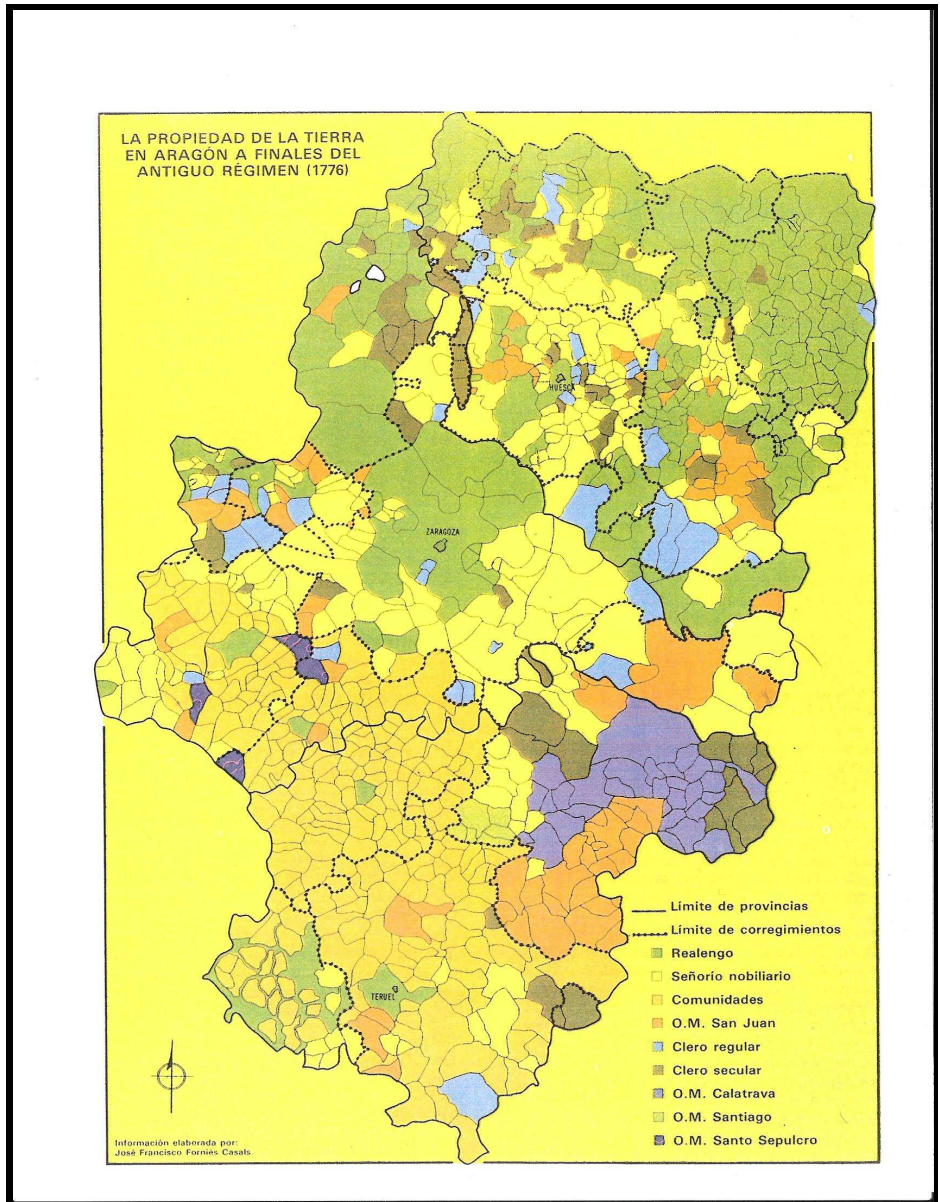 LA PROPIEDAD DE LA TIERRA
EN ARAGÓN A FINALES DEL
ANTIGUO RÉGIMEN (1776)
HUESCA
ZARAGOZA
TERUEL
Límite de provincias
Límite de corregimientos
Realengo
Señorío nobiliario
Comunidades
O.M. San Juan
Clero regular
Clero secular
O.M. Calatrava
O.M. Santiago
O.M. Santo Sepulcro
Información elaborada por:
José Francisco Forniés Casals